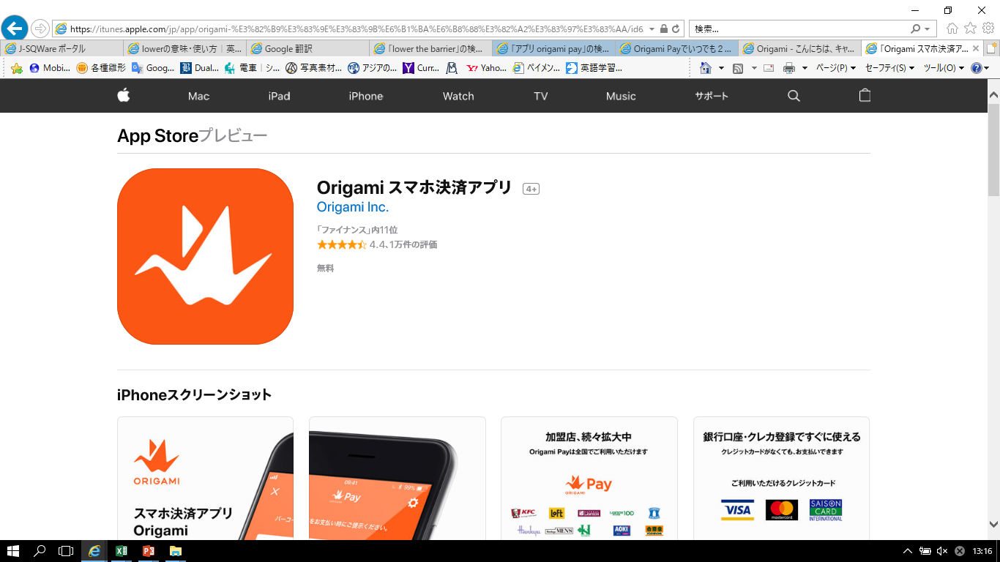 https://itunes.apple.com/jp/app/origami-%E3%82%B9%E3%83%9E%E3%83%9B%E6%B1%BA%E6%B8%88%E3%82%A2%E3%83%97%E3%83%AA/id6
検索...
J-SQWare ポータル
lowerの意味・使い方｜英...
Google 翻訳
「lower the barrier」の検...
「アプリ origami pay」の検...
Origami Payでいつでも２...
Origami - こんにちは、キャ...
「Origami スマホ決済ア...
Mobi...
各種雛形
Goog...
Dual...
電車｜シ...
写真素材...
アジアの...
Curr...
Yaho...
ペイメン...
英語学習...
ページ(P)
セーフティ(S)
ツール(O)
Mac
iPad
iPhone
Watch
TV
Music
サポート
App Storeプレビュー
Origami スマホ決済アプリ 4+
Origami Inc.
「ファイナンス」内11位
4.4、1万件の評価
無料
iPhoneスクリーンショット
ORIGAMI
スマホ決済アプリ
Origami
バーコー
08:41
99%
Pay
をお支払い時にご提示ください。
加盟店、続々拡大中
Origami Payは全国でご利用いただけます
ORIGAMI Pay
KFC
LOFT
LAWSON
AOKI
銀行口座・クレカ登録ですぐに使える
クレジットカードがなくても、お支払いできます
ご利用いただけるクレジットカード
VISA
mastercard
SAISON CARD INTERNATIONAL
13:16